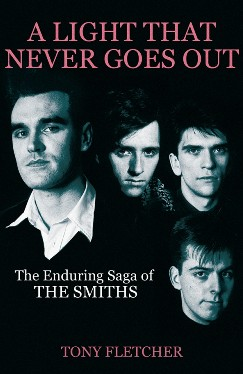 A LIGHT THAT
NEVER GOES OUT
The Enduring Saga of
THE SMITHS
TONY FLETCHER